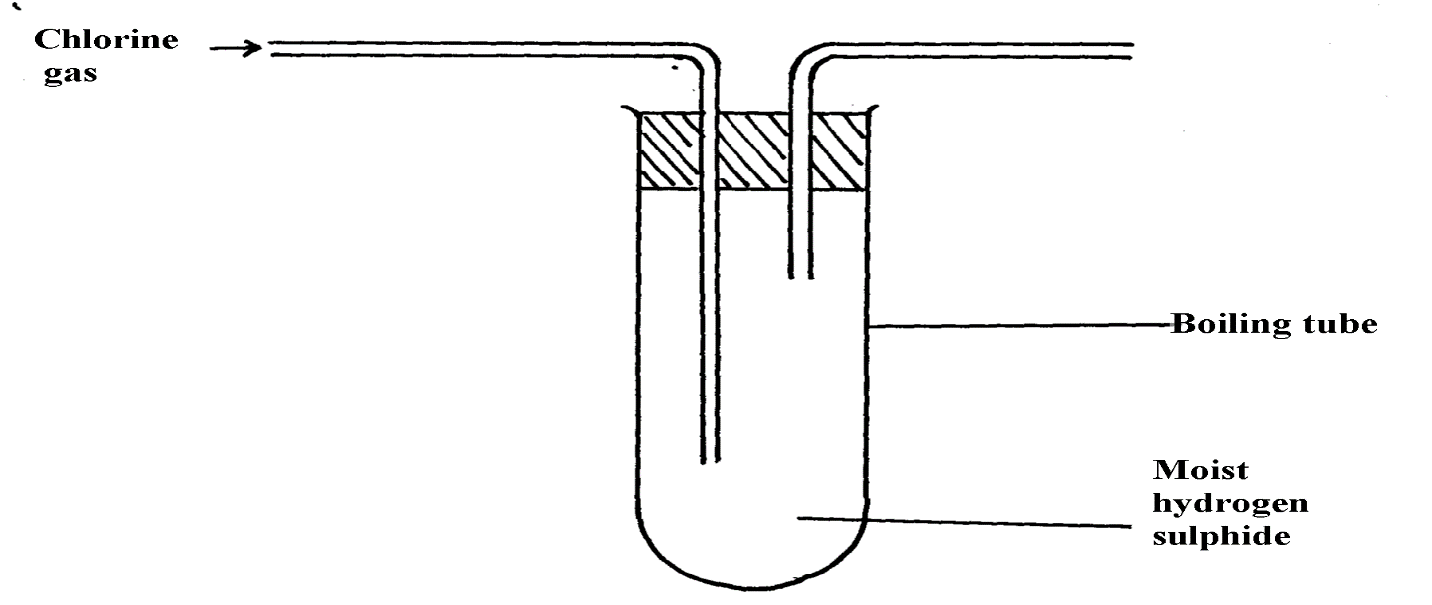 Chlorine
gas
Boiling tube
Moist
hydrogen
sulphide